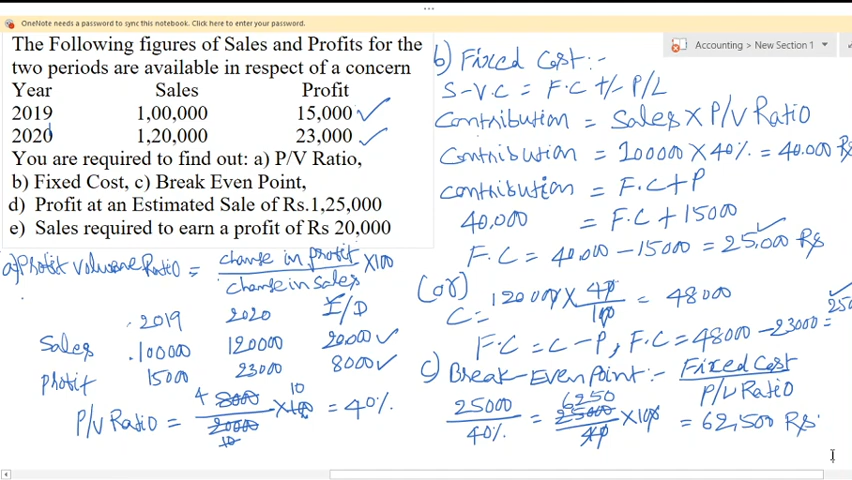 OneNote needs a password to sync this notebook. Click here to enter your password.
Accounting > New Section 1
The Following figures of Sales and Profits for the
two periods are available in respect of a concern
Year Sales Profit
2019 1,00,000 15,000
2020 1,20,000 23,000
You are required to find out: a) P/V Ratio,
b) Fixed Cost, c) Break Even Point,
d) Profit at an Estimated Sale of Rs.1,25,000
e) Sales required to earn a profit of Rs 20,000
a) Profit Volume Ratio = change in profit / change in sales X100
2019 2020 I/D
Sales 100000 120000 20000
Profit 15000 23000 8000
P/V Ratio = 8000 / 20000 X 100 = 40%.
b) Fixed Cost :-
S-V.C = F.C +/- P/L
Contribution = Sales X P/V Ratio
Contribution = 100000 X 40% = 40.000 Rs
Contribution = F.C + P
40,000 = F.C + 15000
F.C = 40,000 - 15000 = 25,000 Rs
(or)
C = 120000 X 40 / 100 = 48000
F.C = C - P, F.C = 48000 - 23000 =
c) Break-Even Point :- Fixed Cost / P/V Ratio
25000 / 40% = 25000 / 40 X 100 = 62,500 Rs.